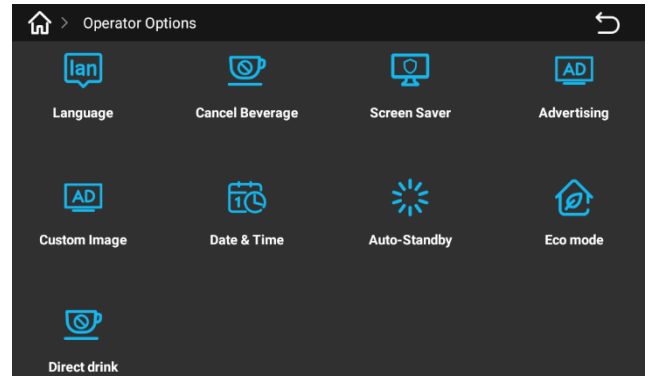 > Operator Options
lan AD
Language Cancel Beverage Screen Saver Advertising
AD 1
Custom Image Date & Time Auto-Standby Eco mode
Direct drink